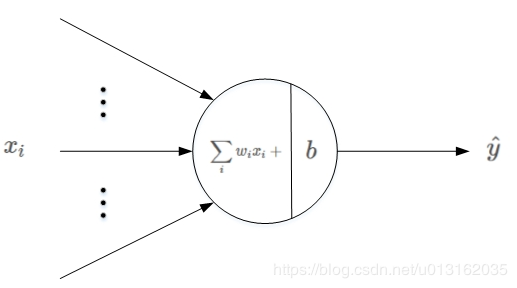 x_i
∑_i w_i x_i +
b
ŷ
https://blog.csdn.net/u013162035